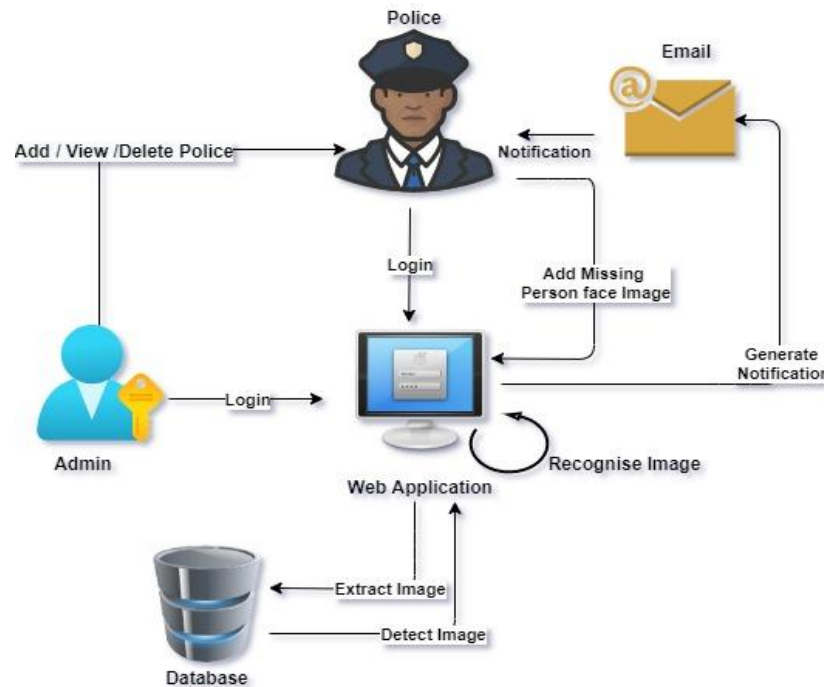 Police
Email
Add / View /Delete Police
Notification
Login
Add Missing
Person face Image
Generate
Notification
Login
Admin
Recognise Image
Web Application
Extract Image
Detect Image
Database